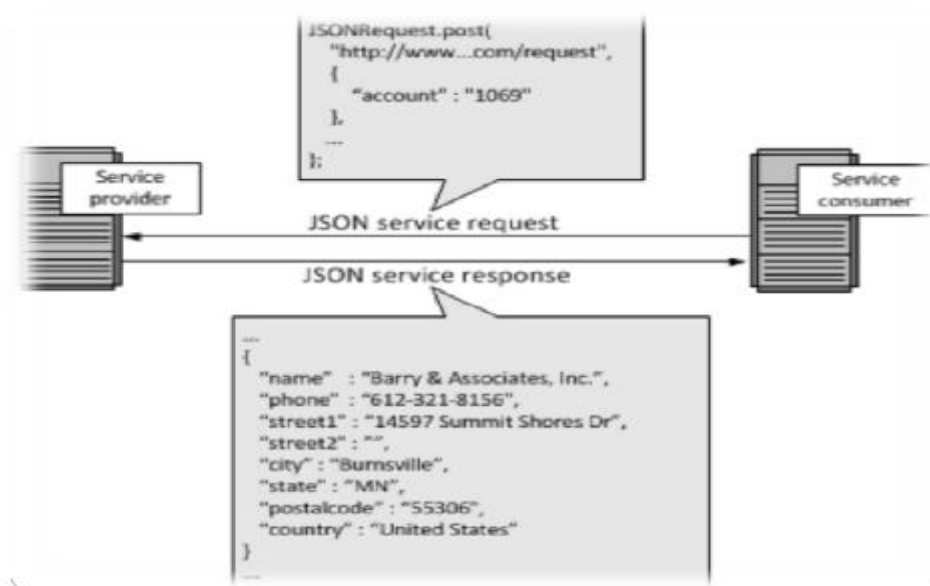 JSONRequest.post(
"http://www...com/request",
{
"account" : "1069"
},
...
);
Service
provider
Service
consumer
JSON service request
JSON service response
...
{
"name" : "Barry & Associates, Inc.",
"phone" : "612-321-8156",
"street1" : "14597 Summit Shores Dr",
"street2" : "",
"city" : "Burnsville",
"state" : "MN",
"postalcode" : "55306",
"country" : "United States"
}
...